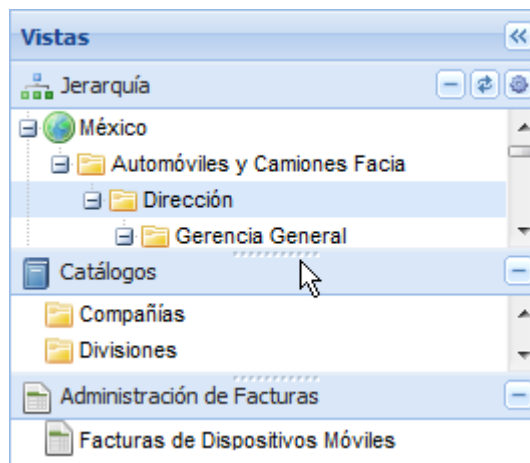 Vistas
Jerarquía
México
Automóviles y Camiones Facia
Dirección
Gerencia General
Catálogos
Compañías
Divisiones
Administración de Facturas
Facturas de Dispositivos Móviles